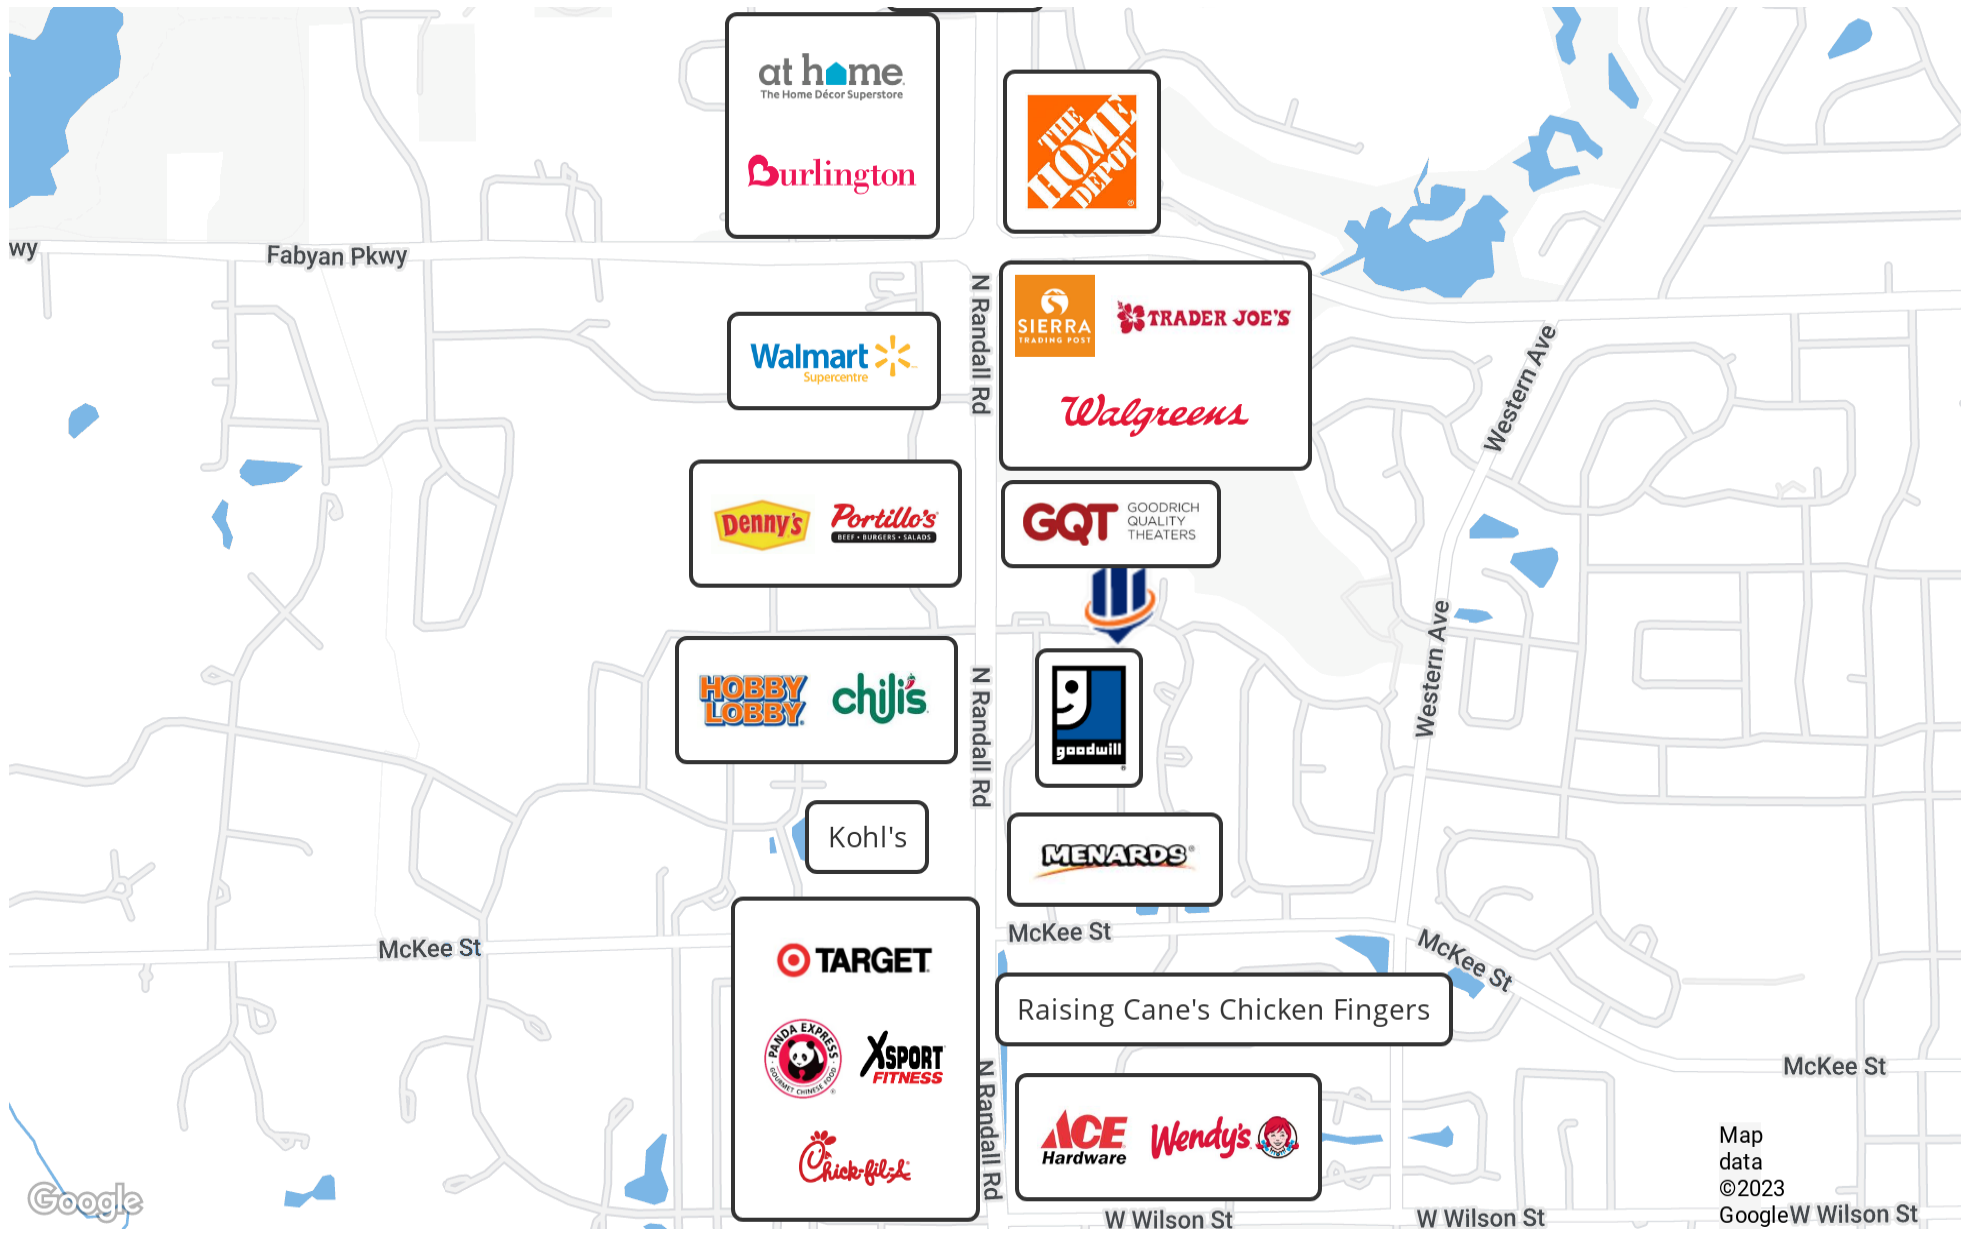 at home.
The Home Décor Superstore
Burlington
THE
HOME
DEPOT
®
wy
Fabyan Pkwy
N Randall Rd
SIERRA
TRADING POST
TRADER JOE'S
Walgreens
Walmart
Supercentre
Western Ave
Denny's
Portillo's
BEEF • BURGERS • SALADS
GQT
GOODRICH
QUALITY
THEATERS
Western Ave
HOBBY
LOBBY®
chili's
N Randall Rd
goodwill
®
Kohl's
MENARDS®
McKee St
McKee St
McKee St
TARGET
Raising Cane's Chicken Fingers
PANDA EXPRESS
GOURMET CHINESE FOOD
®
XSPORT
FITNESS
McKee St
N Randall Rd
ACE
Hardware
Wendy's
Chick-fil-A®
Map
data
©2023
Google
Google
W Wilson St
W Wilson St
W Wilson St